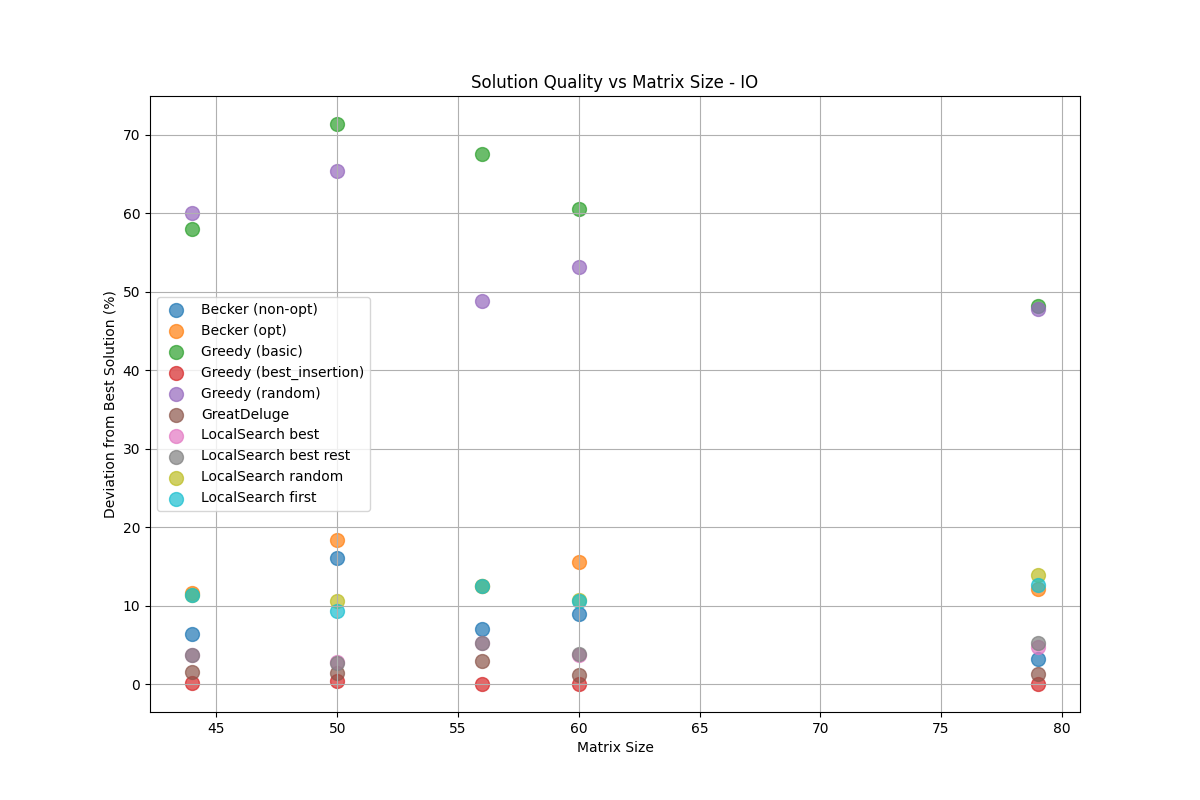 Solution Quality vs Matrix Size - IO
Deviation from Best Solution (%)
70
60
50
40
30
20
10
0
Becker (non-opt)
Becker (opt)
Greedy (basic)
Greedy (best_insertion)
Greedy (random)
GreatDeluge
LocalSearch best
LocalSearch best rest
LocalSearch random
LocalSearch first
45 50 55 60 65 70 75 80
Matrix Size